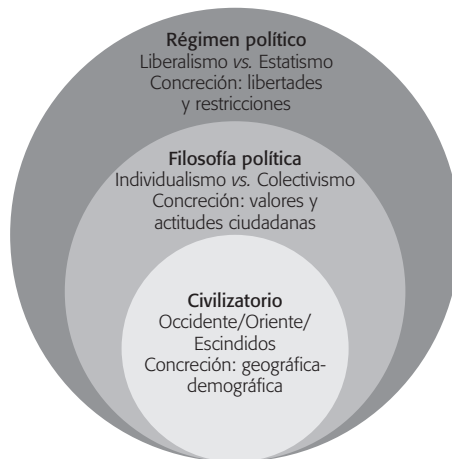 Régimen político
Liberalismo vs. Estatismo
Concreción: libertades
y restricciones
Filosofía política
Individualismo vs. Colectivismo
Concreción: valores y
actitudes ciudadanas
Civilizatorio
Occidente/Oriente/
Escindidos
Concreción: geográfica-
demográfica